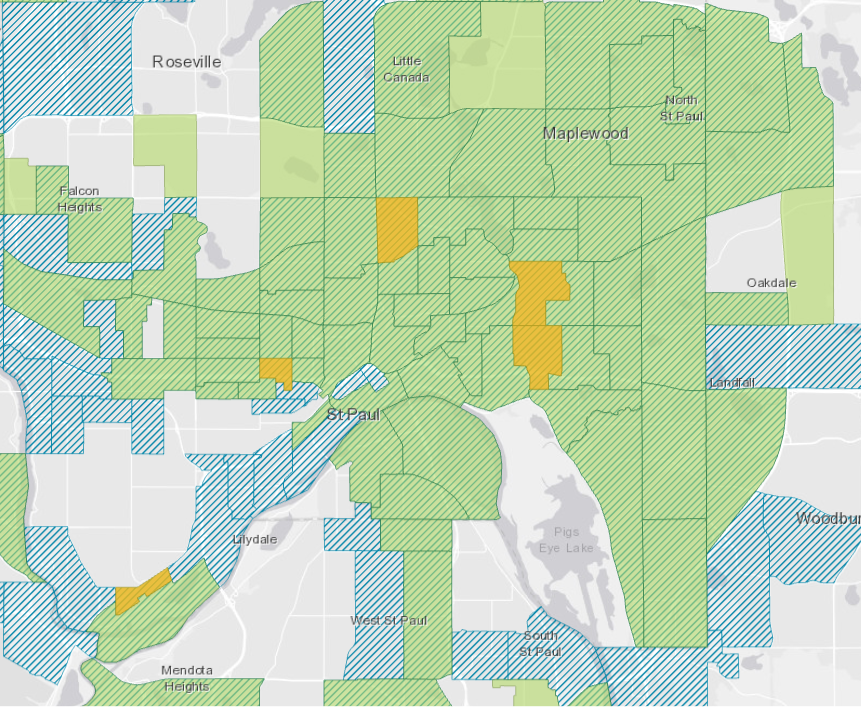 Roseville
Little
Canada
North
St Paul
Maplewood
Falcon
Heights
Oakdale
Landfall
St Paul
Woodbur
Pigs
Eye Lake
Lilydale
West St Paul
South
St Paul
Mendota
Heights